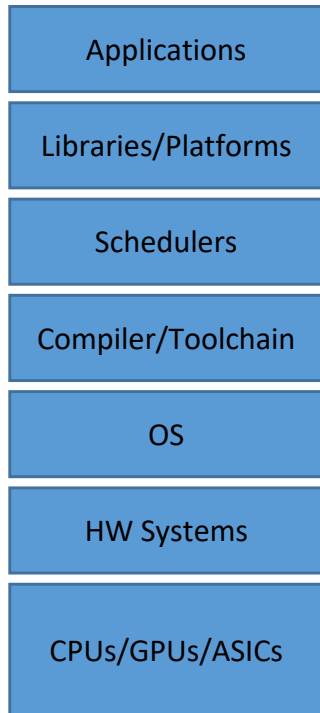 Applications
Libraries/Platforms
Schedulers
Compiler/Toolchain
OS
HW Systems
CPUs/GPUs/ASICs